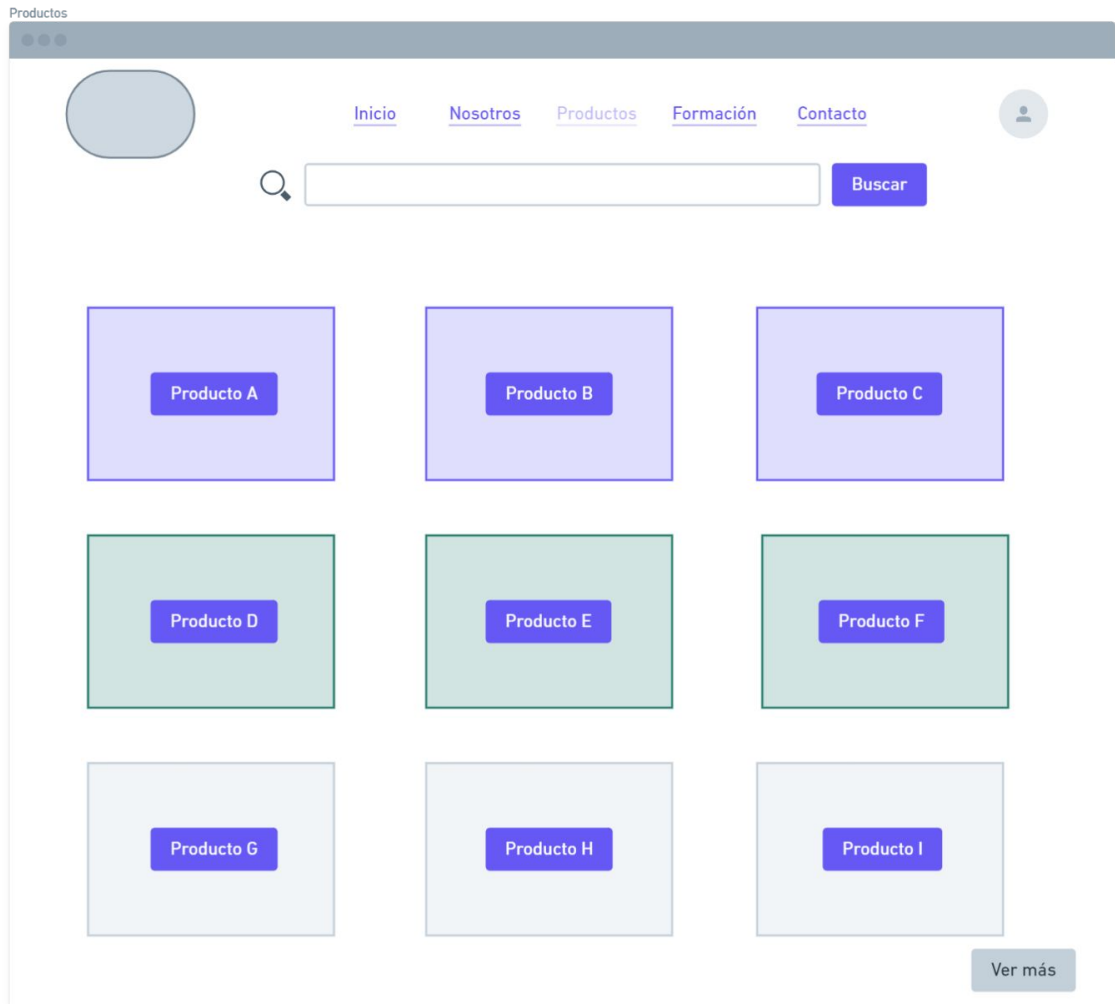 Productos
Inicio Nosotros Productos Formación Contacto
Buscar
Producto A Producto B Producto C
Producto D Producto E Producto F
Producto G Producto H Producto I
Ver más